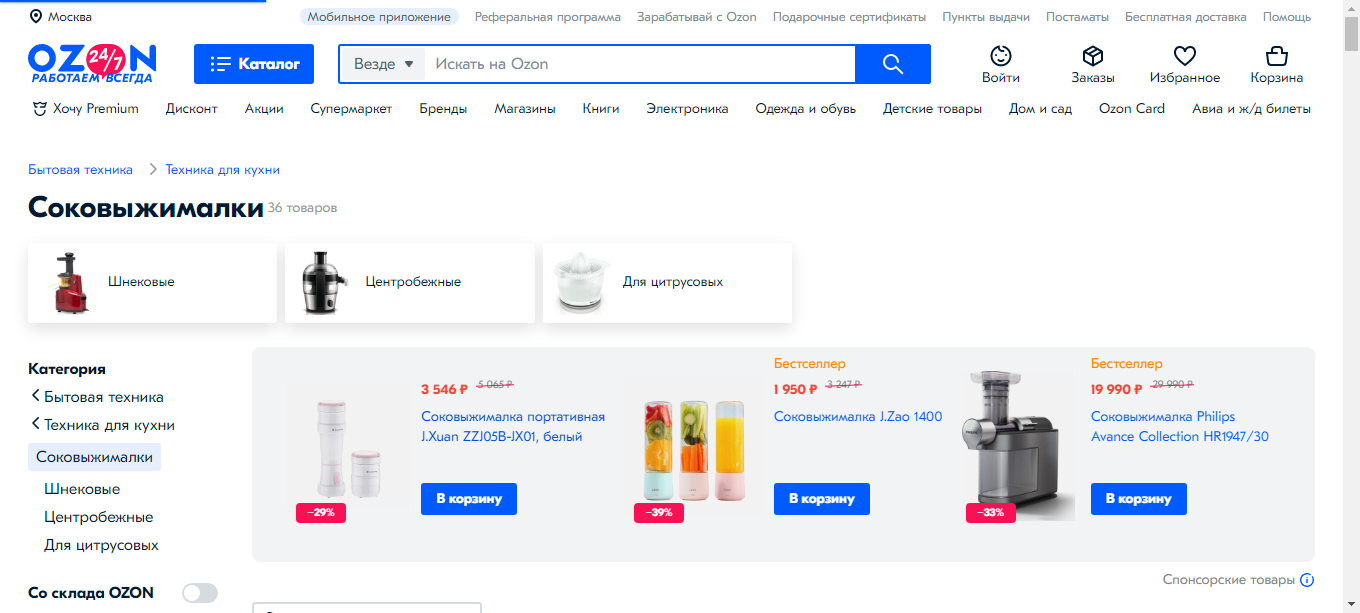 Москва
Мобильное приложение Реферальная программа Зарабатывай с Ozon Подарочные сертификаты Пункты выдачи Постаматы Бесплатная доставка Помощь
OZON 24/7
РАБОТАЕМ ВСЕГДА
Каталог
Везде Искать на Ozon
Войти Заказы Избранное Корзина
Хочу Premium Дисконт Акции Супермаркет Бренды Магазины Книги Электроника Одежда и обувь Детские товары Дом и сад Ozon Card Авиа и ж/д билеты
Бытовая техника Техника для кухни
Соковыжималки 36 товаров
Шнековые Центробежные Для цитрусовых
Категория
Бытовая техника
Техника для кухни
Соковыжималки
Шнековые
Центробежные
Для цитрусовых
Со склада OZON
3 546 ₽ 5 065 ₽
Соковыжималка портативная
J.Xuan ZZJ05B-JX01, белый
В корзину
−29%
Бестселлер
1 950 ₽ 3 247 ₽
Соковыжималка J.Zao 1400
В корзину
−39%
Бестселлер
19 990 ₽ 29 990 ₽
Соковыжималка Philips
Avance Collection HR1947/30
В корзину
−33%
Спонсорские товары